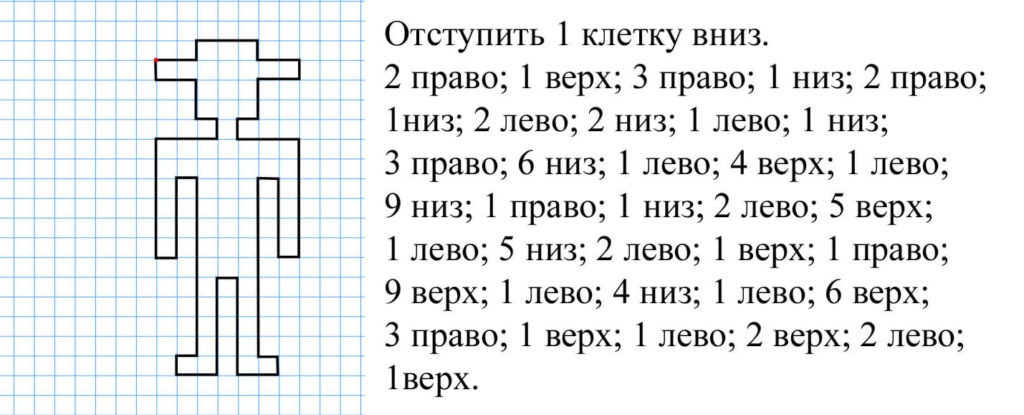 Отступить 1 клетку вниз.
2 право; 1 верх; 3 право; 1 низ; 2 право;
1низ; 2 лево; 2 низ; 1 лево; 1 низ;
3 право; 6 низ; 1 лево; 4 верх; 1 лево;
9 низ; 1 право; 1 низ; 2 лево; 5 верх;
1 лево; 5 низ; 2 лево; 1 верх; 1 право;
9 верх; 1 лево; 4 низ; 1 лево; 6 верх;
3 право; 1 верх; 1 лево; 2 верх; 2 лево;
1верх.